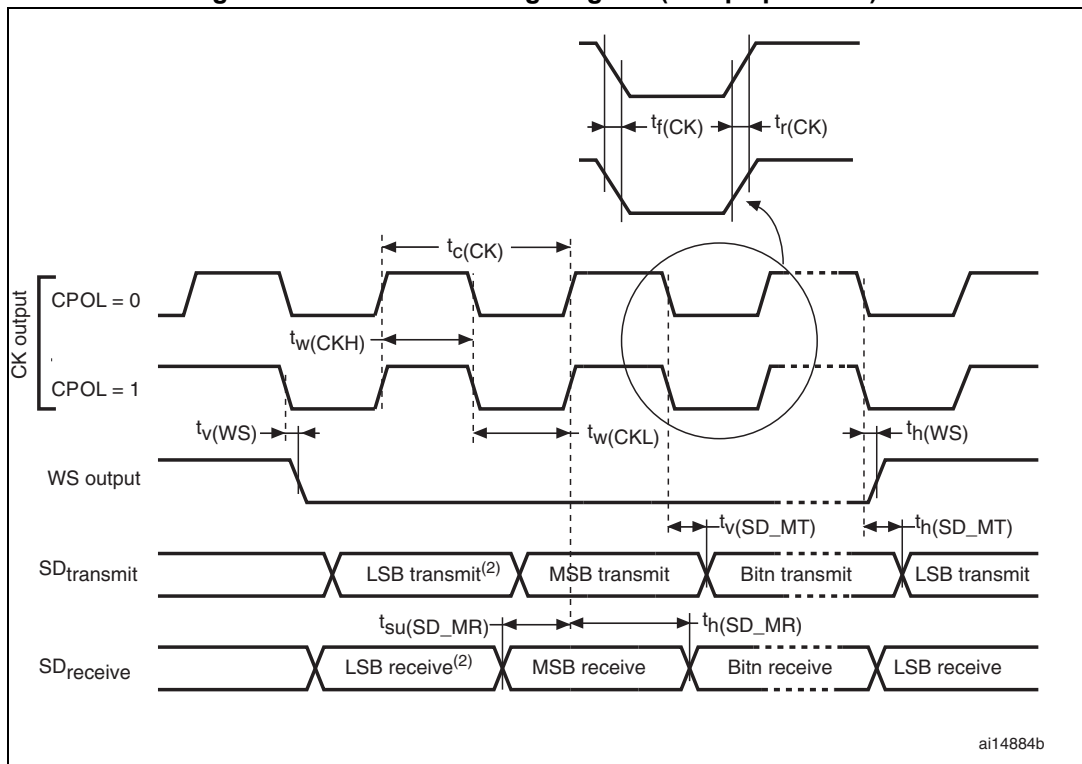 tf(CK)
tr(CK)
tc(CK)
CK output
CPOL = 0
tw(CKH)
CPOL = 1
tv(WS)
tw(CKL)
th(WS)
WS output
tv(SD_MT)
th(SD_MT)
SDtransmit
LSB transmit(2)
MSB transmit
Bitn transmit
LSB transmit
tsu(SD_MR)
th(SD_MR)
SDreceive
LSB receive(2)
MSB receive
Bitn receive
LSB receive
ai14884b